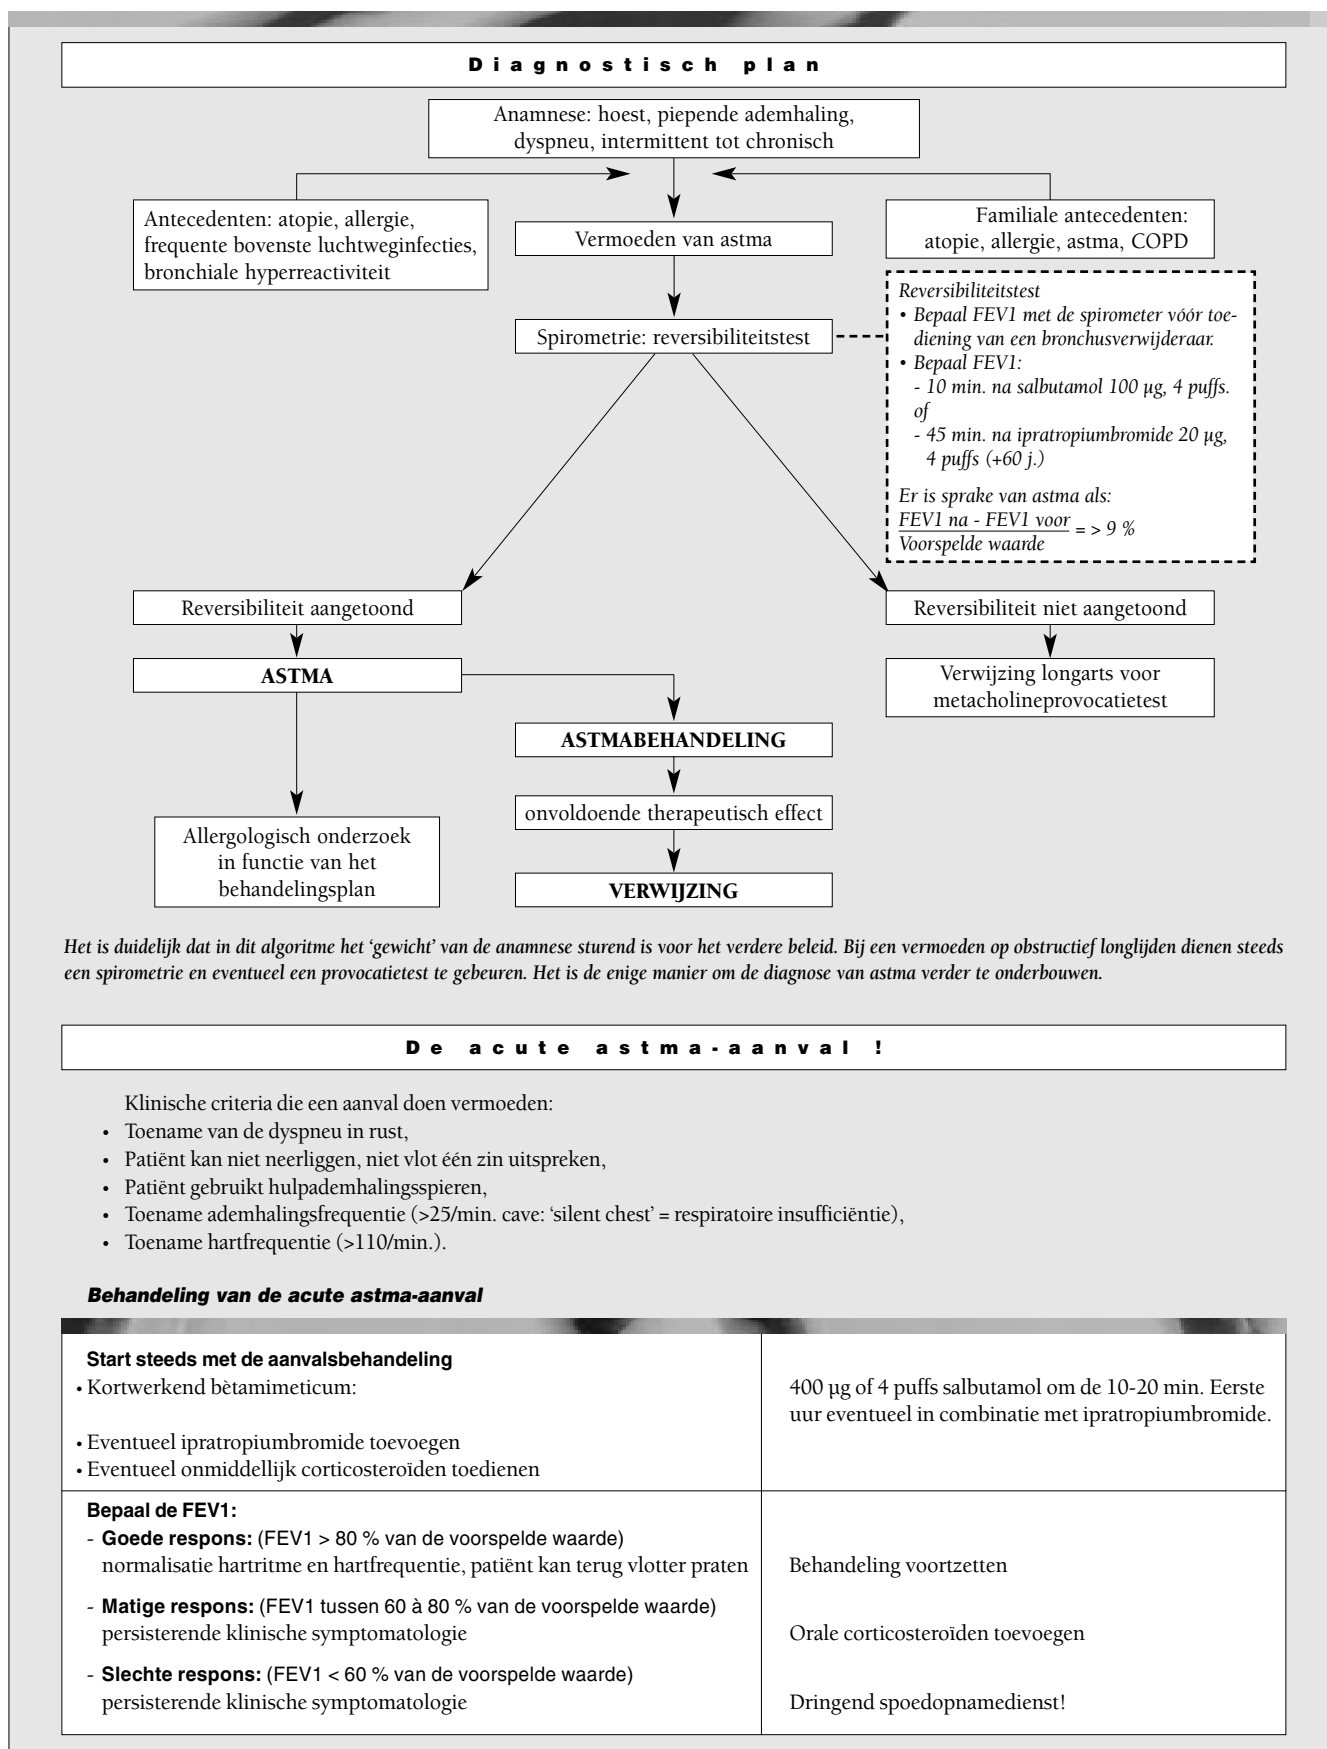 Diagnostisch plan
Anamnese: hoest, piepende ademhaling,
dyspneu, intermittent tot chronisch
Antecedenten: atopie, allergie,
frequente bovenste luchtweginfecties,
bronchiale hyperreactiviteit
Vermoeden van astma
Familiale antecedenten:
atopie, allergie, astma, COPD
Spirometrie: reversibiliteitstest
Reversibiliteitstest
• Bepaal FEV1 met de spirometer vóór toe-
diening van een bronchusverwijderaar.
• Bepaal FEV1:
- 10 min. na salbutamol 100 µg, 4 puffs.
of
- 45 min. na ipratropiumbromide 20 µg,
4 puffs (+60 j.)
Er is sprake van astma als:
FEV1 na - FEV1 voor = > 9 %
Voorspelde waarde
Reversibiliteit aangetoond
Reversibiliteit niet aangetoond
ASTMA
Verwijzing longarts voor
metacholineprovocatietest
ASTMABEHANDELING
onvoldoende therapeutisch effect
Allergologisch onderzoek
in functie van het
behandelingsplan
VERWIJZING
Het is duidelijk dat in dit algoritme het ‘gewicht’ van de anamnese sturend is voor het verdere beleid. Bij een vermoeden op obstructief longlijden dienen steeds
een spirometrie en eventueel een provocatietest te gebeuren. Het is de enige manier om de diagnose van astma verder te onderbouwen.
De acute astma-aanval !
Klinische criteria die een aanval doen vermoeden:
• Toename van de dyspneu in rust,
• Patiënt kan niet neerliggen, niet vlot één zin uitspreken,
• Patiënt gebruikt hulpademhalingsspieren,
• Toename ademhalingsfrequentie (>25/min. cave: ‘silent chest’ = respiratoire insufficiëntie),
• Toename hartfrequentie (>110/min.).
Behandeling van de acute astma-aanval
Start steeds met de aanvalsbehandeling
• Kortwerkend bètamimeticum:
400 µg of 4 puffs salbutamol om de 10-20 min. Eerste
uur eventueel in combinatie met ipratropiumbromide.
• Eventueel ipratropiumbromide toevoegen
• Eventueel onmiddellijk corticosteroïden toedienen
Bepaal de FEV1:
- Goede respons: (FEV1 > 80 % van de voorspelde waarde)
normalisatie hartritme en hartfrequentie, patiënt kan terug vlotter praten
Behandeling voortzetten
- Matige respons: (FEV1 tussen 60 à 80 % van de voorspelde waarde)
persisterende klinische symptomatologie
Orale corticosteroïden toevoegen
- Slechte respons: (FEV1 < 60 % van de voorspelde waarde)
persisterende klinische symptomatologie
Dringend spoedopnamedienst!